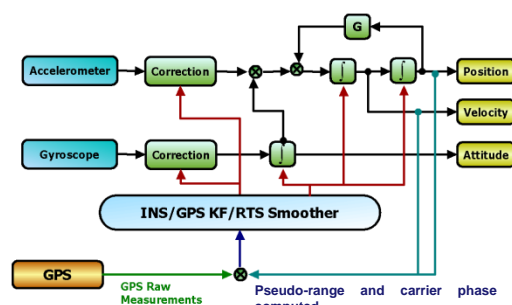 G
Accelerometer
Correction
∫
∫
Position
Velocity
Gyroscope
Correction
∫
Attitude
INS/GPS KF/RTS Smoother
GPS
GPS Raw
Measurements
Pseudo-range and carrier phase
computed